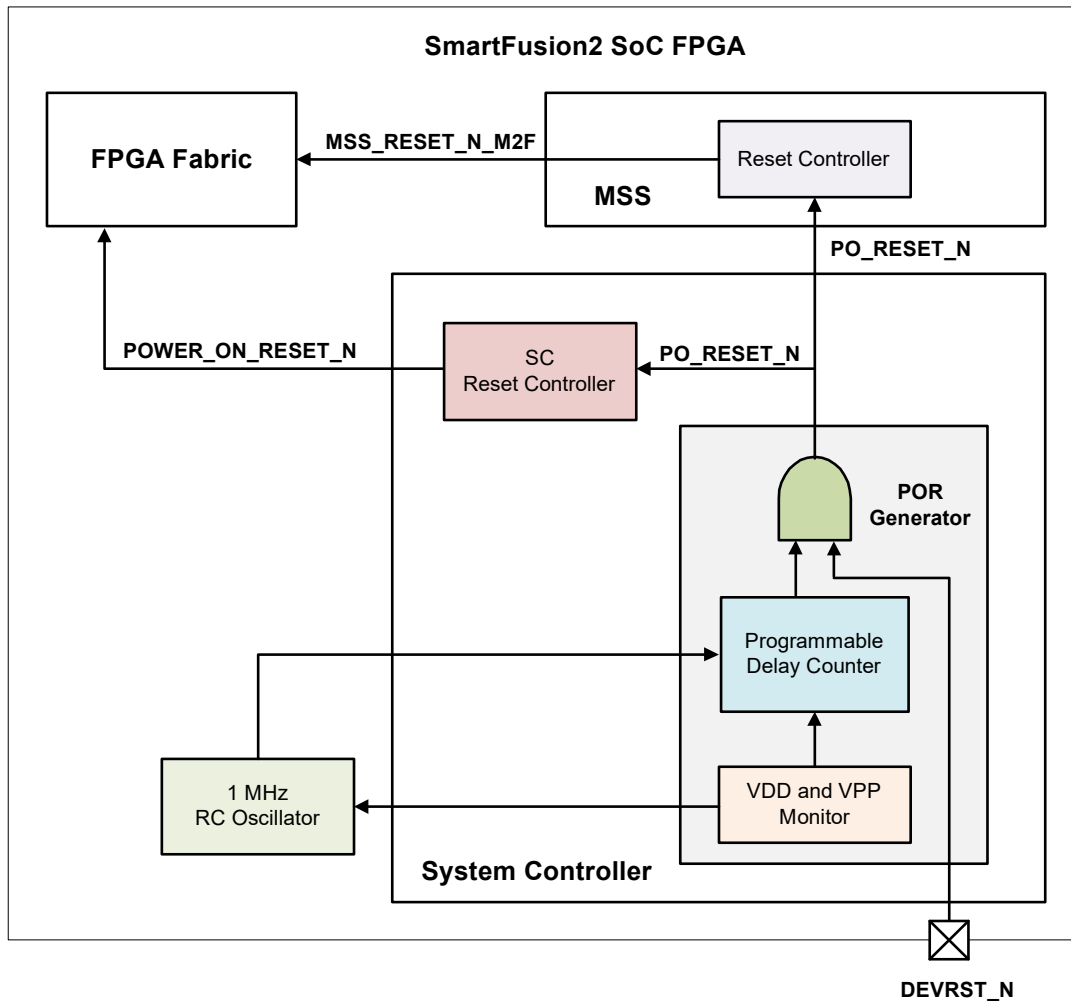 SmartFusion2 SoC FPGA
FPGA Fabric
MSS_RESET_N_M2F
Reset Controller
MSS
PO_RESET_N
POWER_ON_RESET_N
SC
Reset Controller
PO_RESET_N
POR
Generator
Programmable
Delay Counter
1 MHz
RC Oscillator
VDD and VPP
Monitor
System Controller
DEVRST_N